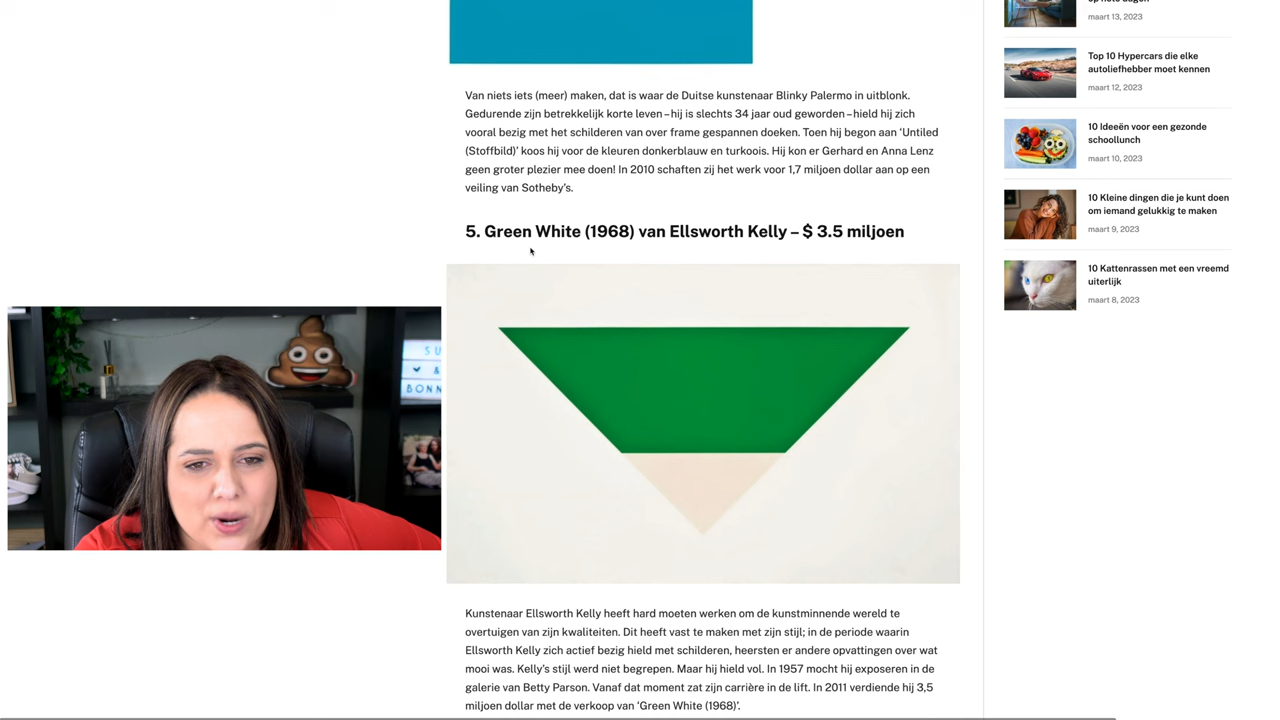 Van niets iets (meer) maken, dat is waar de Duitse kunstenaar Blinky Palermo in uitblonk.
Gedurende zijn betrekkelijk korte leven – hij is slechts 34 jaar oud geworden – hield hij zich
vooral bezig met het schilderen van over frame gespannen doeken. Toen hij begon aan ‘Untiled
(Stoffbild)’ koos hij voor de kleuren donkerblauw en turkoois. Hij kon er Gerhard en Anna Lenz
geen groter plezier mee doen! In 2010 schaften zij het werk voor 1,7 miljoen dollar aan op een
veiling van Sotheby’s.
5. Green White (1968) van Ellsworth Kelly – $ 3.5 miljoen
SU
&
BONN
Kunstenaar Ellsworth Kelly heeft hard moeten werken om de kunstminnende wereld te
overtuigen van zijn kwaliteiten. Dit heeft vast te maken met zijn stijl; in de periode waarin
Ellsworth Kelly zich actief bezig hield met schilderen, heersten er andere opvattingen over wat
mooi was. Kelly’s stijl werd niet begrepen. Maar hij hield vol. In 1957 mocht hij exposeren in de
galerie van Betty Parson. Vanaf dat moment zat zijn carrière in de lift. In 2011 verdiende hij 3,5
miljoen dollar met de verkoop van ‘Green White (1968)’.
maart 13, 2023
Top 10 Hypercars die elke
autoliefhebber moet kennen
maart 12, 2023
10 Ideeën voor een gezonde
schoollunch
maart 10, 2023
10 Kleine dingen die je kunt doen
om iemand gelukkig te maken
maart 9, 2023
10 Kattenrassen met een vreemd
uiterlijk
maart 8, 2023